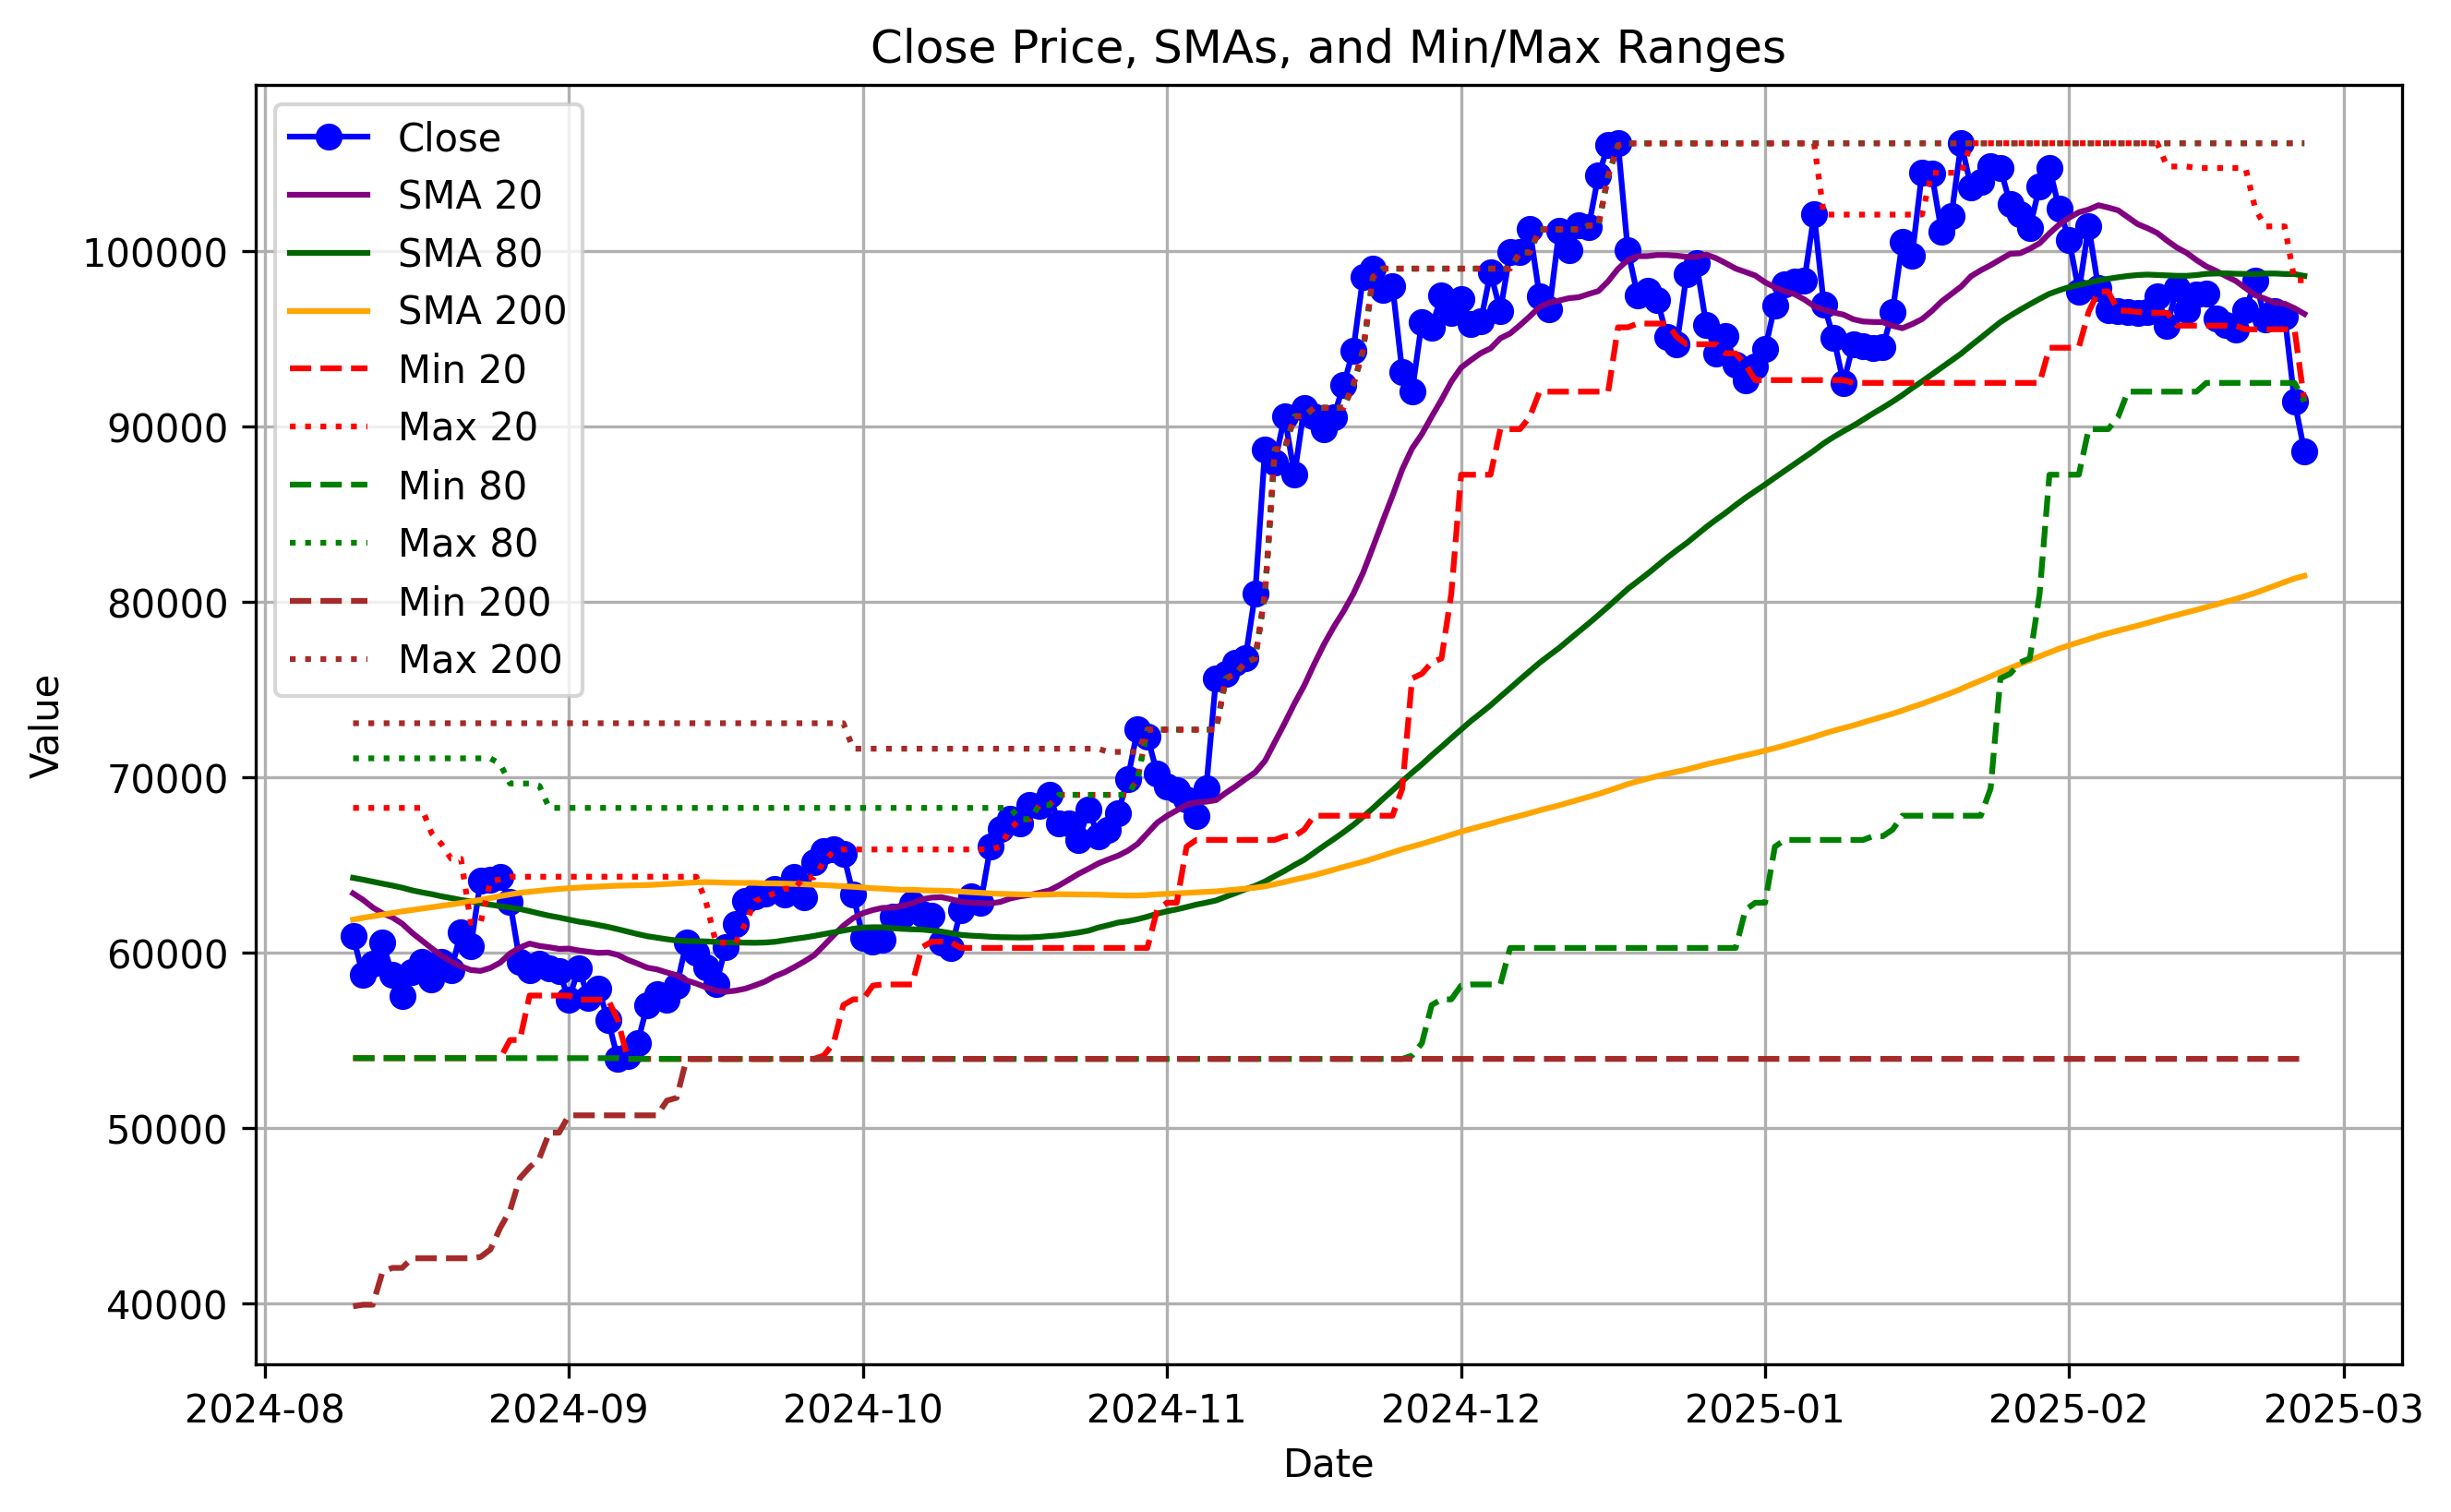 Close Price, SMAs, and Min/Max Ranges
Close
SMA 20
SMA 80
SMA 200
Min 20
Max 20
Min 80
Max 80
Min 200
Max 200
Value
100000
90000
80000
70000
60000
50000
40000
2024-08 2024-09 2024-10 2024-11 2024-12 2025-01 2025-02 2025-03
Date